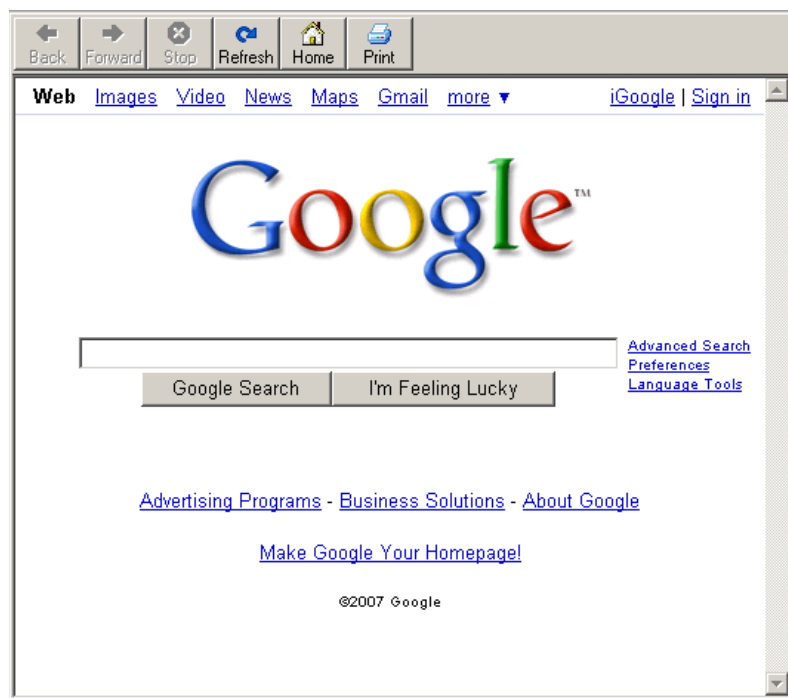 Back Forward Stop Refresh Home Print
Web Images Video News Maps Gmail more ▼ iGoogle | Sign in
Google™
Advanced Search
Preferences
Language Tools
Google Search I'm Feeling Lucky
Advertising Programs - Business Solutions - About Google
Make Google Your Homepage!
©2007 Google